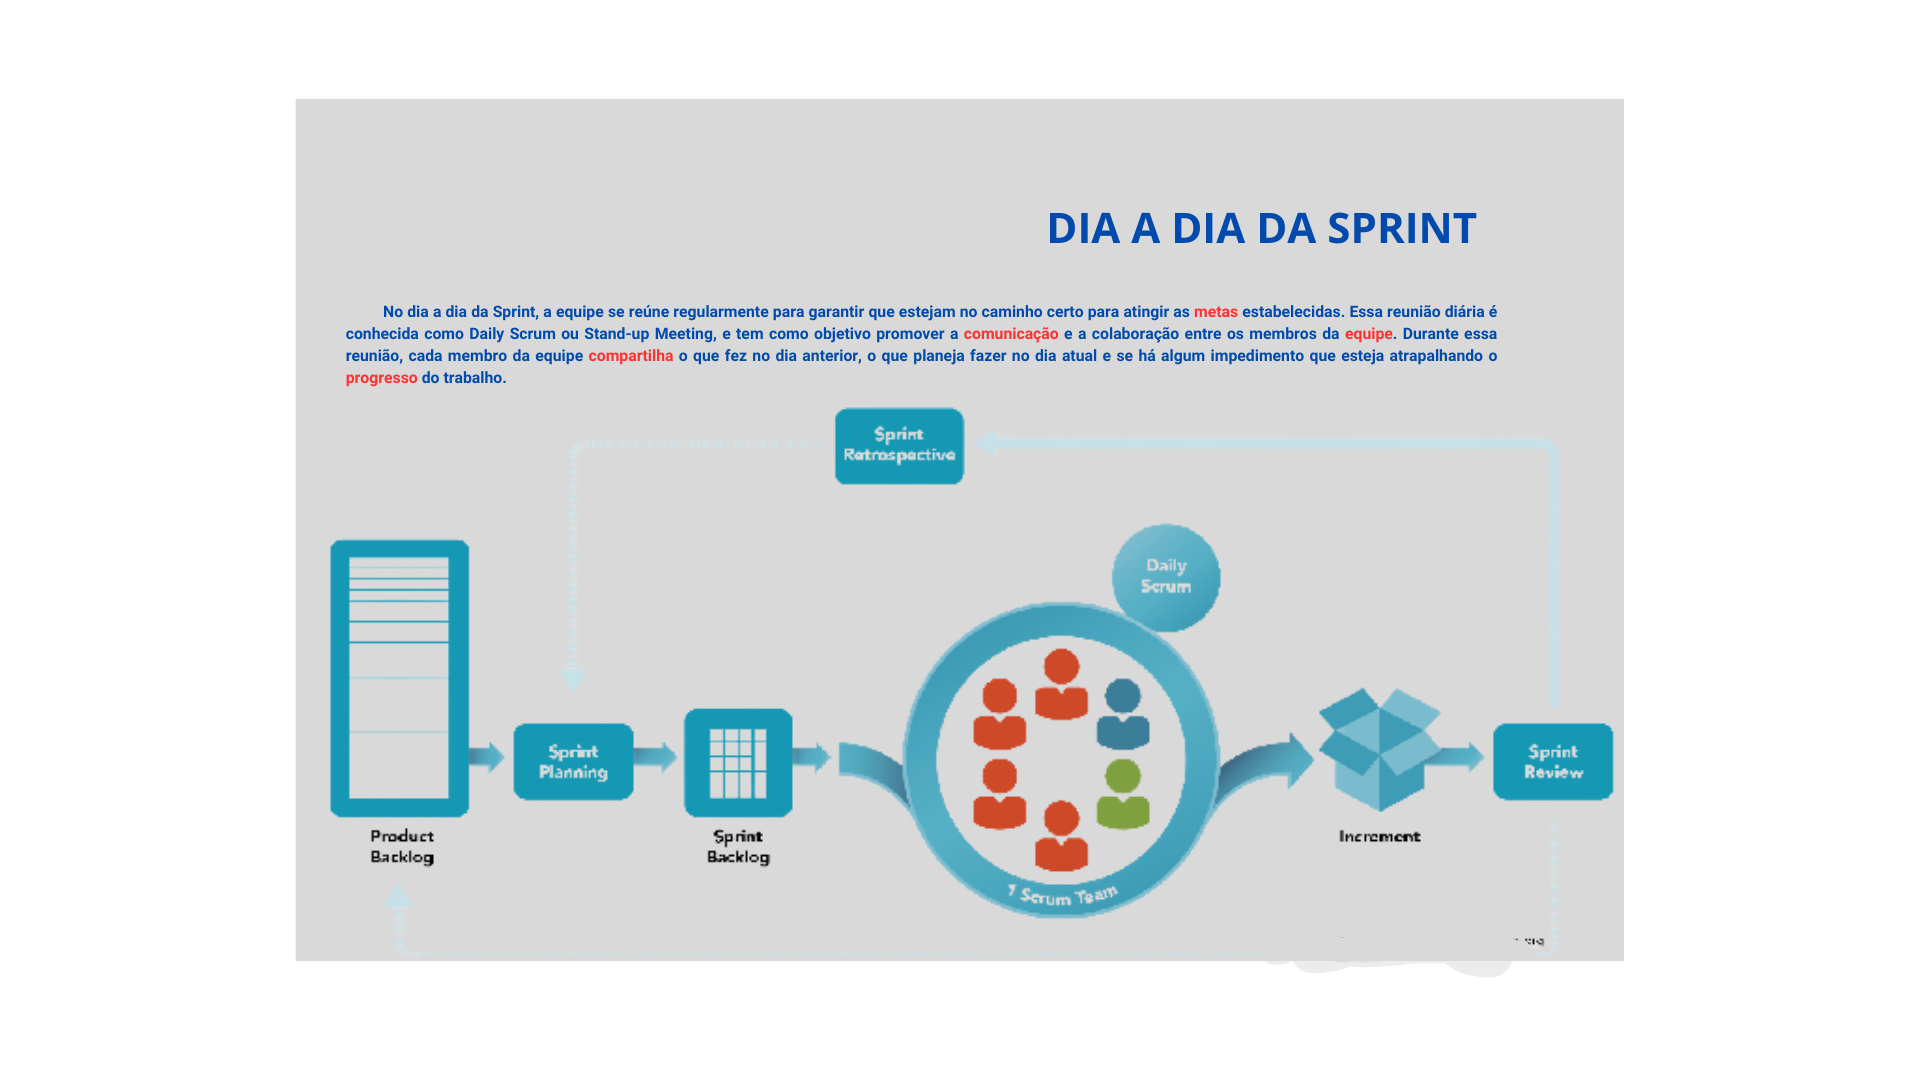 DIA A DIA DA SPRINT
No dia a dia da Sprint, a equipe se reúne regularmente para garantir que estejam no caminho certo para atingir as metas estabelecidas. Essa reunião diária é
conhecida como Daily Scrum ou Stand-up Meeting, e tem como objetivo promover a comunicação e a colaboração entre os membros da equipe. Durante essa
reunião, cada membro da equipe compartilha o que fez no dia anterior, o que planeja fazer no dia atual e se há algum impedimento que esteja atrapalhando o
progresso do trabalho.
Sprint
Retrospective
Daily
Scrum
Sprint
Planning
Sprint
Review
Product
Backlog
Sprint
Backlog
Increment
1 Scrum Team